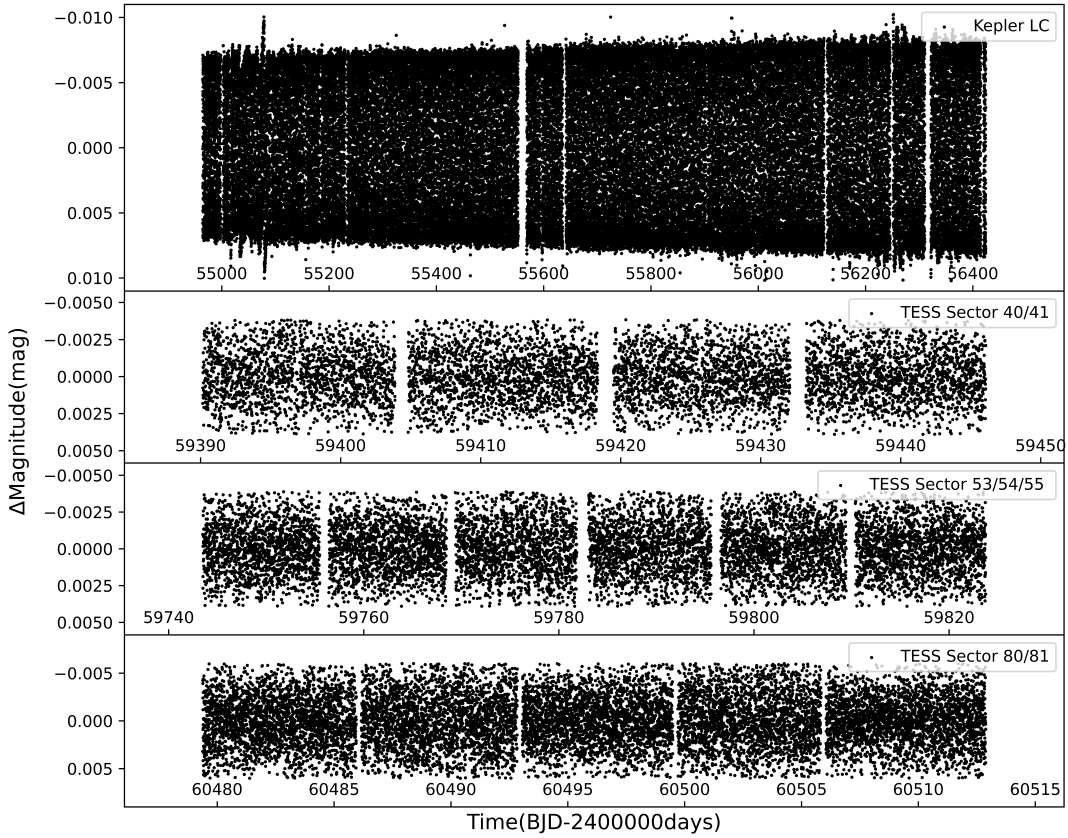 −0.010
Kepler LC
−0.005
0.000
0.005
0.010
55000 55200 55400 55600 55800 56000 56200 56400
−0.0050
TESS Sector 40/41
−0.0025
0.0000
0.0025
0.0050
59390 59400 59410 59420 59430 59440 59450
−0.0050
TESS Sector 53/54/55
−0.0025
0.0000
0.0025
0.0050
59740 59760 59780 59800 59820
TESS Sector 80/81
−0.005
0.000
0.005
60480 60485 60490 60495 60500 60505 60510 60515
ΔMagnitude(mag)
Time(BJD-2400000days)